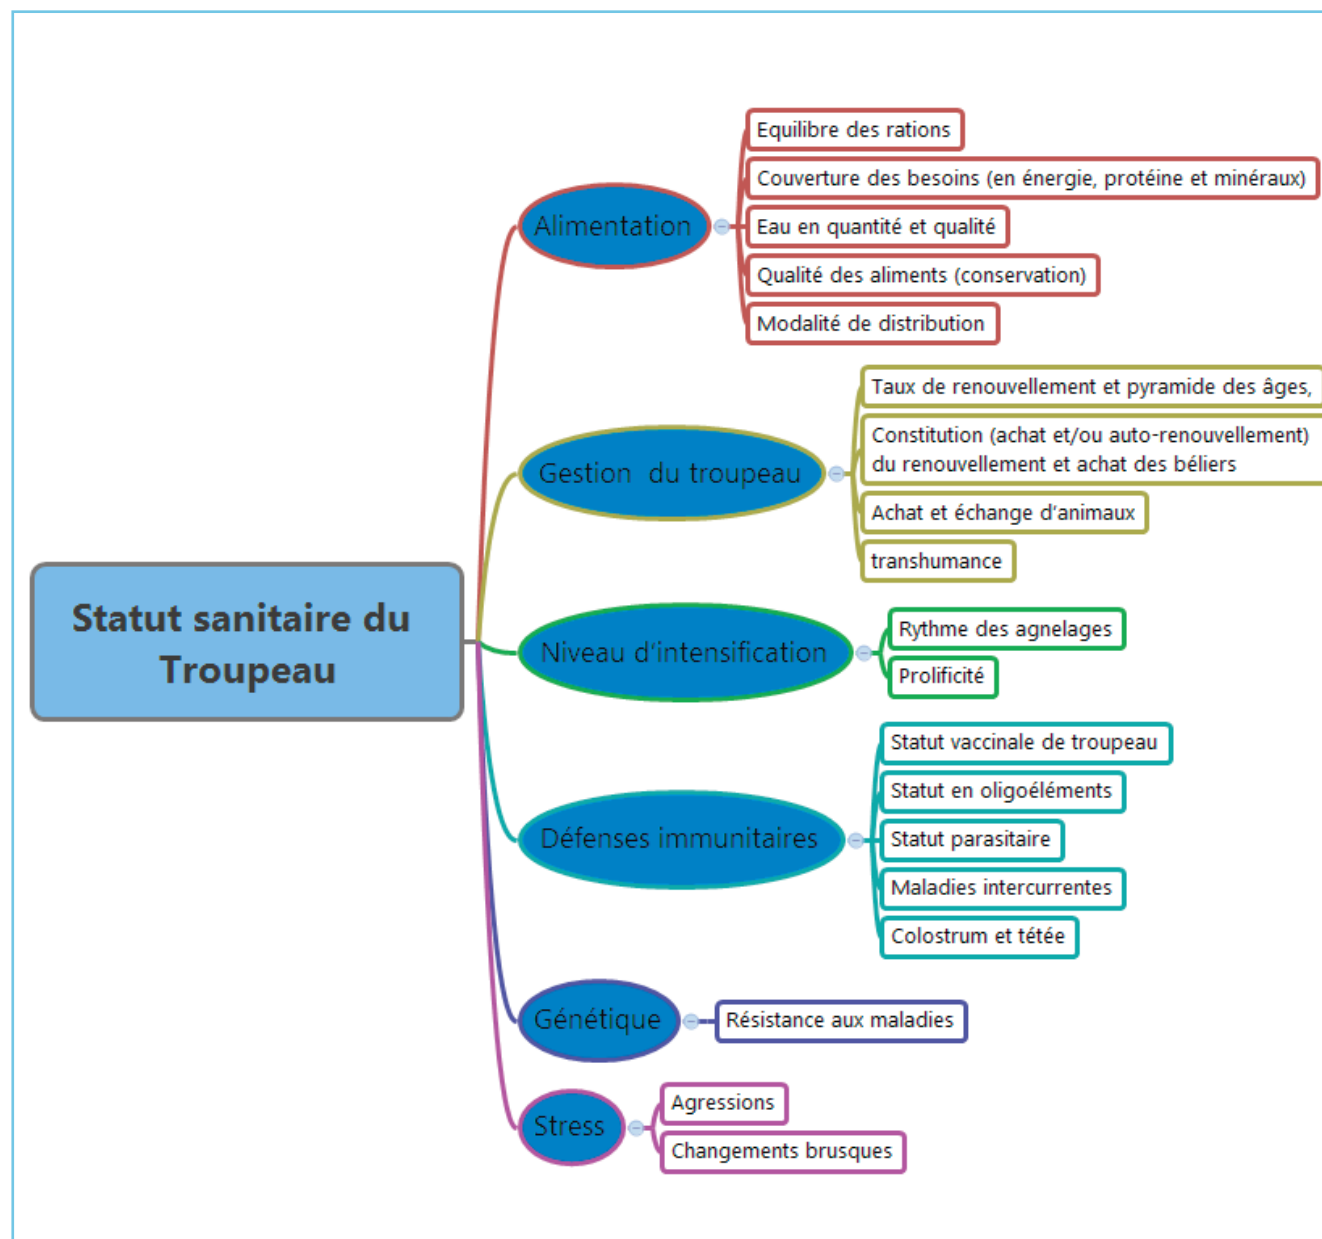 Statut sanitaire du
Troupeau
Alimentation
Equilibre des rations
Couverture des besoins (en énergie, protéine et minéraux)
Eau en quantité et qualité
Qualité des aliments (conservation)
Modalité de distribution
Gestion  du troupeau
Taux de renouvellement et pyramide des âges,
Constitution (achat et/ou auto-renouvellement)
du renouvellement et achat des béliers
Achat et échange d’animaux
transhumance
Niveau d’intensification
Rythme des agnelages
Prolificité
Défenses immunitaires
Statut vaccinale de troupeau
Statut en oligoéléments
Statut parasitaire
Maladies intercurrentes
Colostrum et tétée
Génétique
Résistance aux maladies
Stress
Agressions
Changements brusques